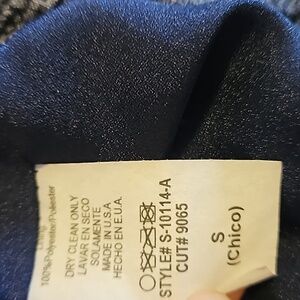 100%Polyester/Poliester
DRY CLEAN ONLY
LAVAR EN SECO
SOLAMENTE
MADE IN U.S.A.
HECHO EN E.U.A.
STYLE# S-10114-A
CUT# 9065
S
(Chico)